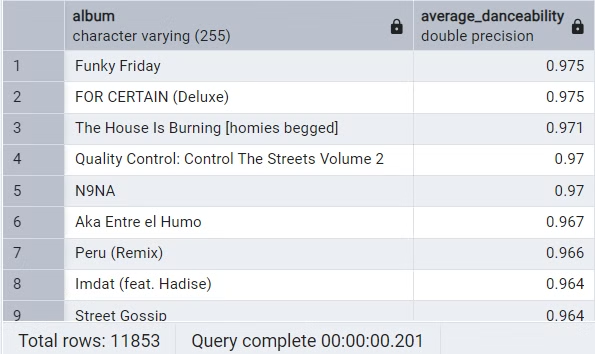 album average_danceability
character varying (255) double precision
1 Funky Friday 0.975
2 FOR CERTAIN (Deluxe) 0.975
3 The House Is Burning [homies begged] 0.971
4 Quality Control: Control The Streets Volume 2 0.97
5 N9NA 0.97
6 Aka Entre el Humo 0.967
7 Peru (Remix) 0.966
8 Imdat (feat. Hadise) 0.964
9 Street Gossip 0.964
Total rows: 11853 Query complete 00:00:00.201